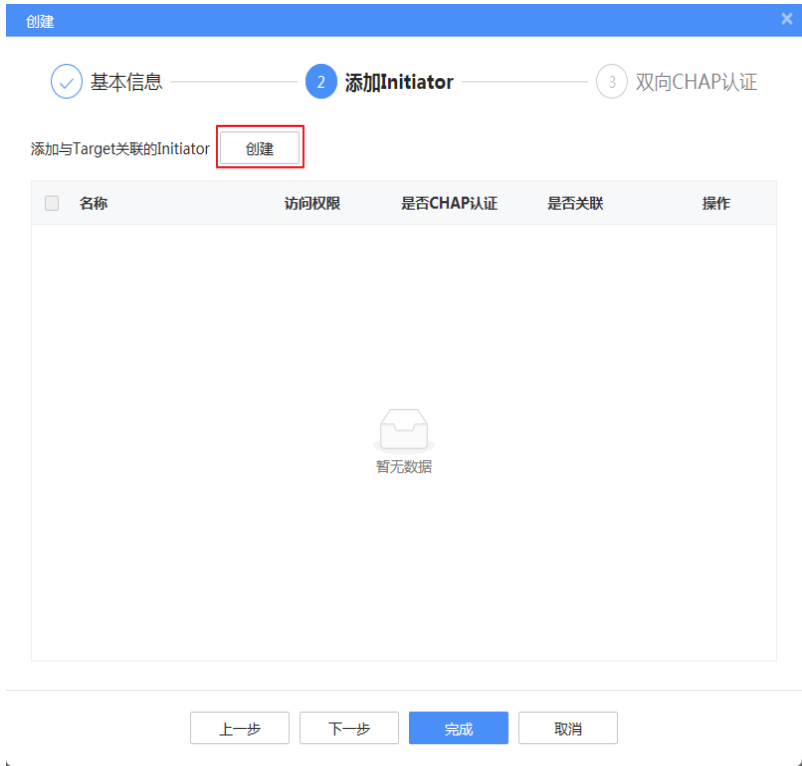 创建
基本信息 2 添加Initiator 3 双向CHAP认证
添加与Target关联的Initiator 创建
名称 访问权限 是否CHAP认证 是否关联 操作
暂无数据
上一步 下一步 完成 取消